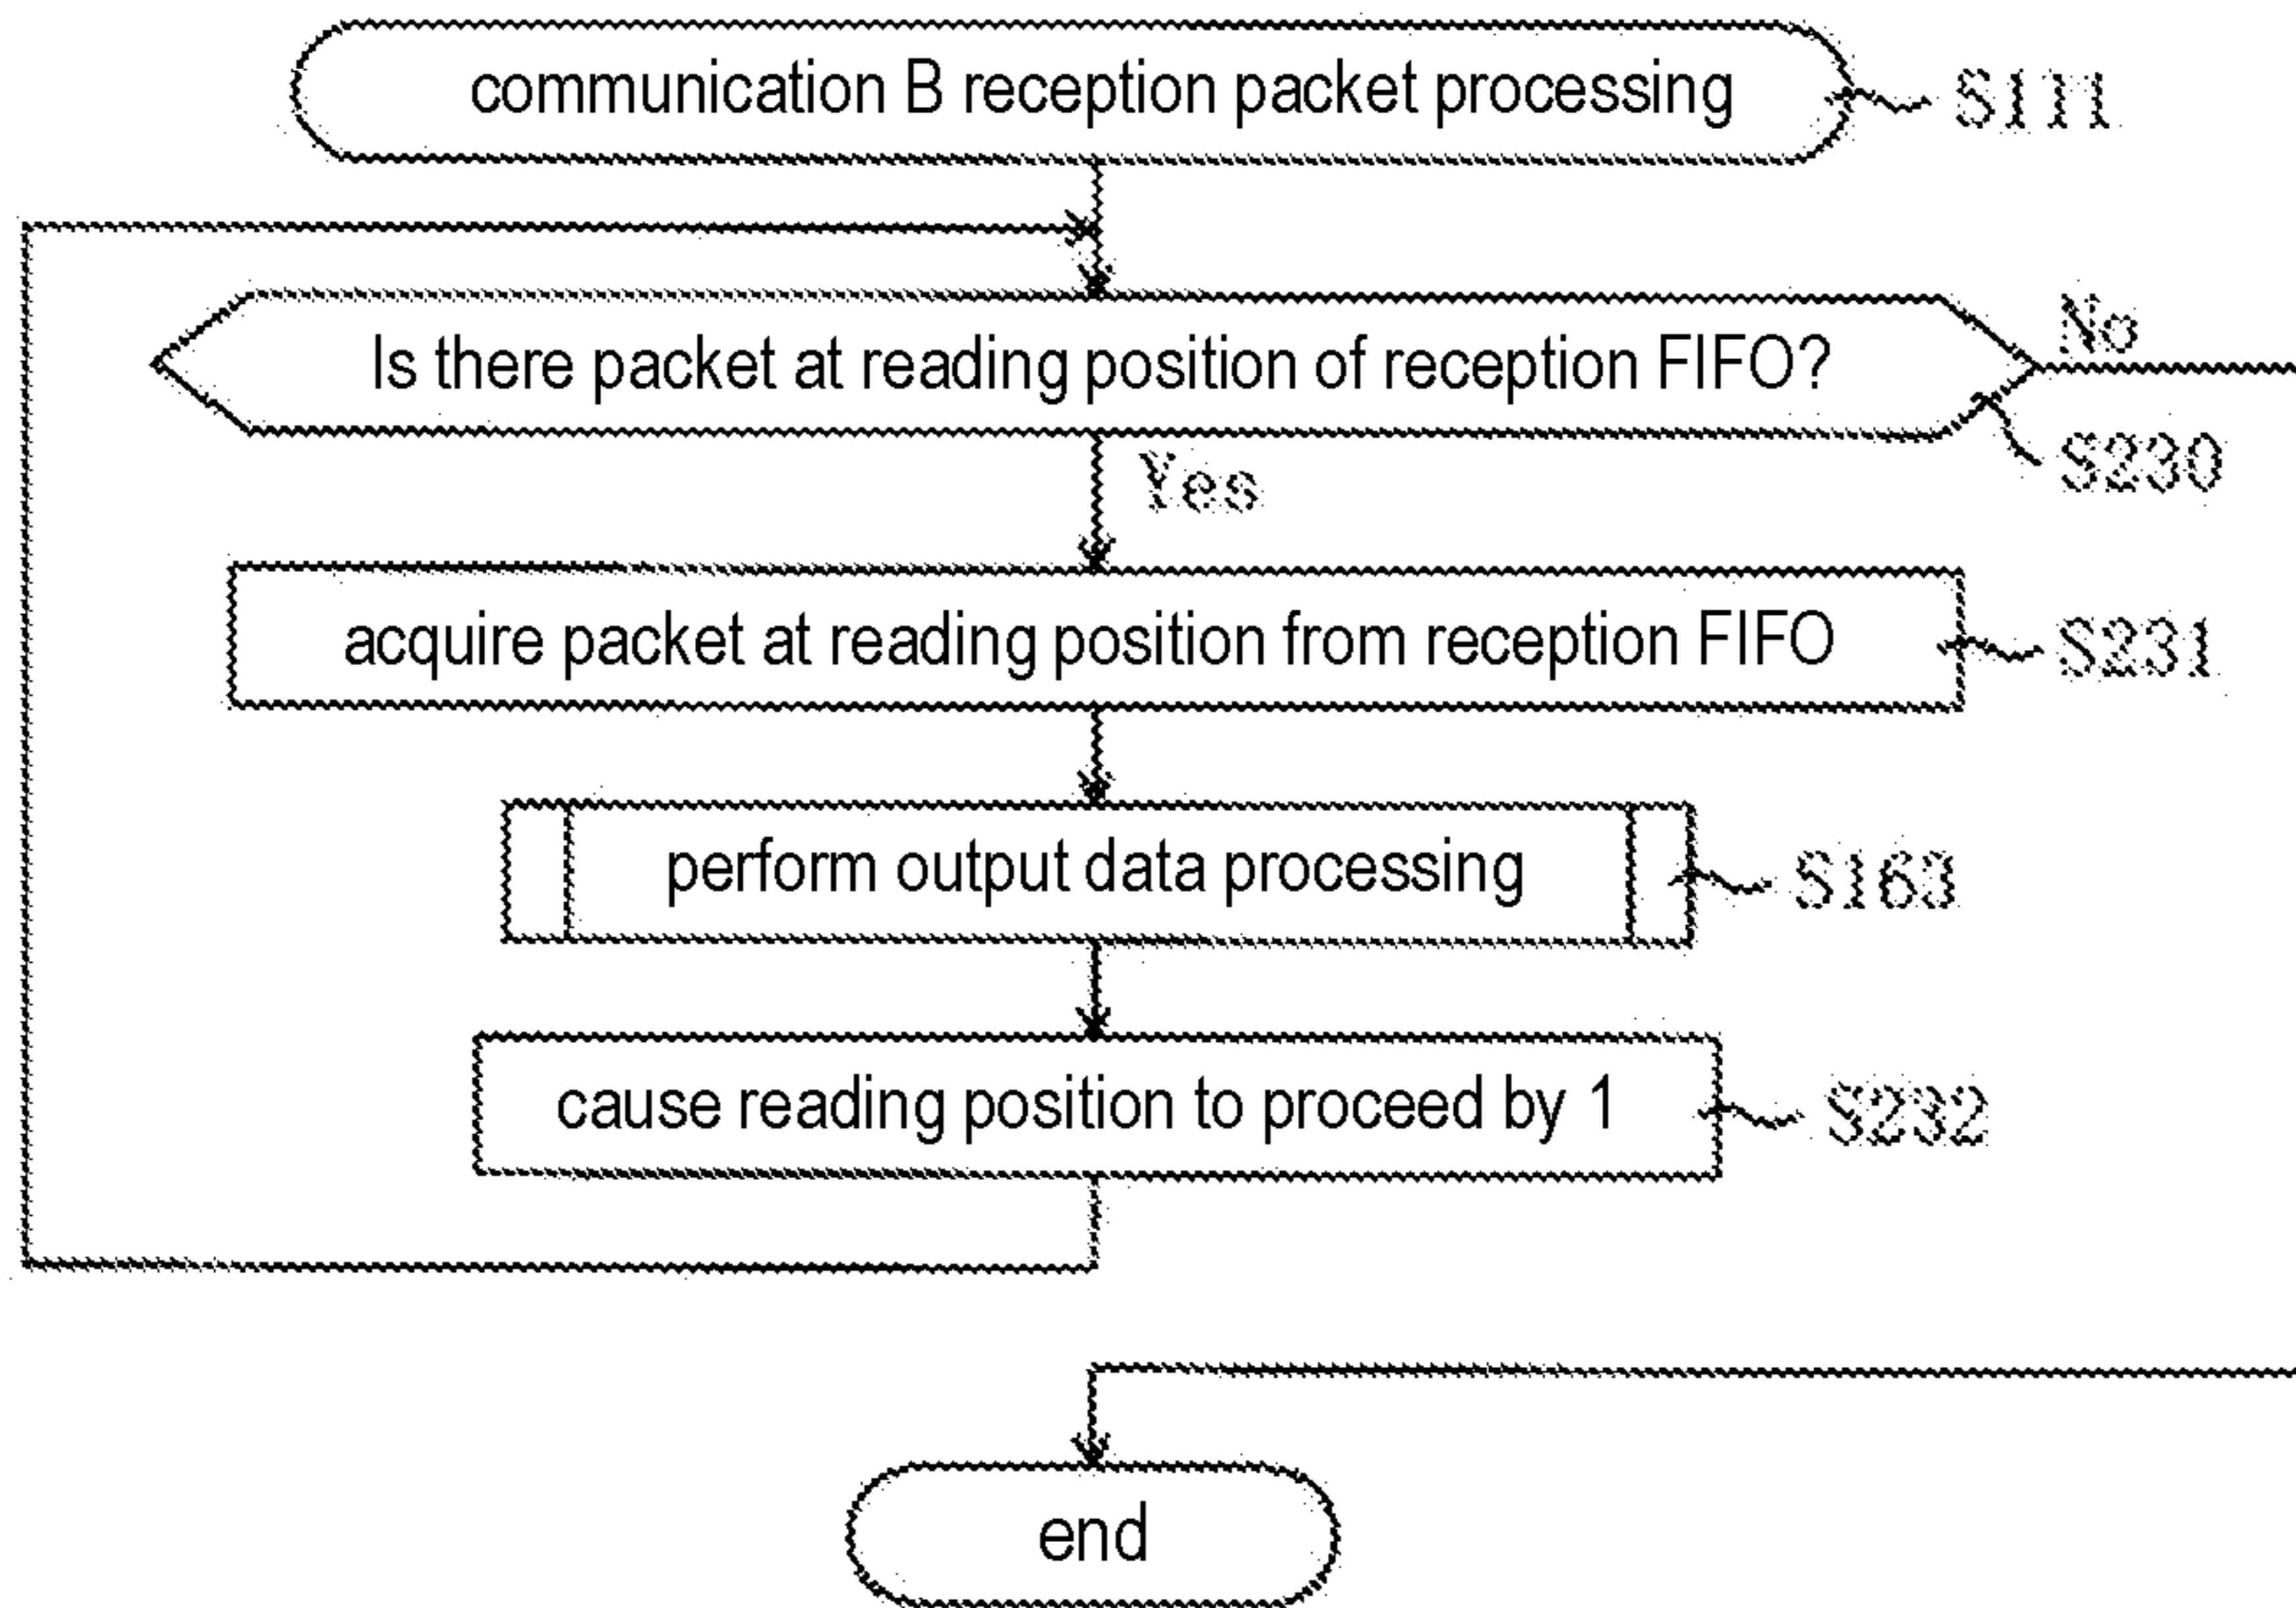 communication B reception packet processing
S111
Is there packet at reading position of reception FIFO?
No
S230
Yes
acquire packet at reading position from reception FIFO
S231
perform output data processing
S163
cause reading position to proceed by 1
S232
end